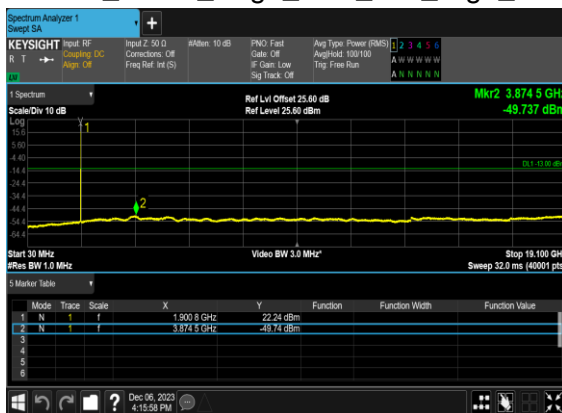 Spectrum Analyzer 1
Swept SA
+
KEYSIGHT Input: RF Input Z: 50 Ω #Atten: 10 dB PNO: Fast Avg Type: Power (RMS) 1 2 3 4 5 6
R T Coupling: DC Corrections: Off Gate: Off Avg|Hold: 100/100 A W W W W W
Align: Off Freq Ref: Int (S) IF Gain: Low Trig: Free Run A N N N N N
Sig Track: Off
LU
1 Spectrum Ref Lvl Offset 25.60 dB Mkr2 3.874 5 GHz
Scale/Div 10 dB Ref Level 25.60 dBm -49.737 dBm
Log
15.6
5.60
-4.40
-14.4
-24.4
-34.4
-44.4
-54.4
-64.4
1
DL1 -13.00 dBm
2
Start 30 MHz Video BW 3.0 MHz* Stop 19.100 GHz
#Res BW 1.0 MHz Sweep 32.0 ms (40001 pts)
5 Marker Table
Mode Trace Scale X Y Function Function Width Function Value
1 N 1 f 1.900 8 GHz 22.24 dBm
2 N 1 f 3.874 5 GHz -49.74 dBm
3
4
5
6
? Dec 06, 2023
4:15:58 PM